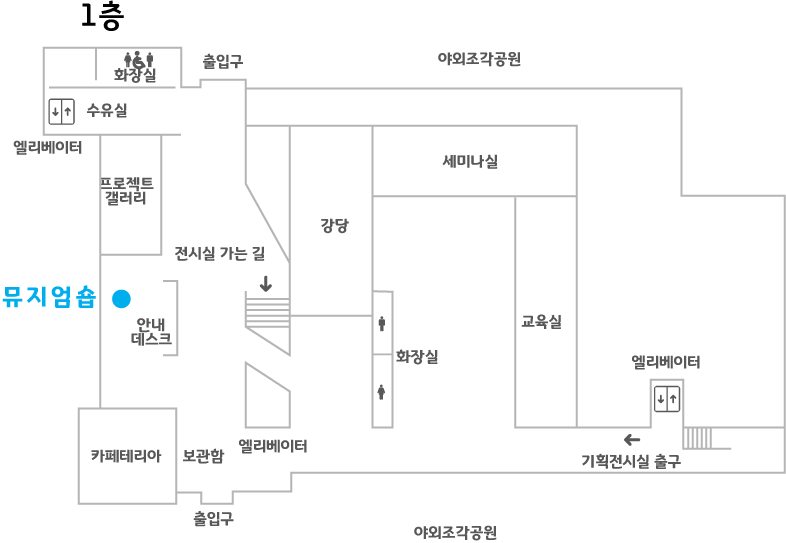 1층
출입구
야외조각공원
화장실
수유실
엘리베이터
세미나실
프로젝트
갤러리
강당
전시실 가는 길
뮤지엄숍
안내
데스크
교육실
화장실
엘리베이터
엘리베이터
카페테리아
보관함
기획전시실 출구
출입구
야외조각공원